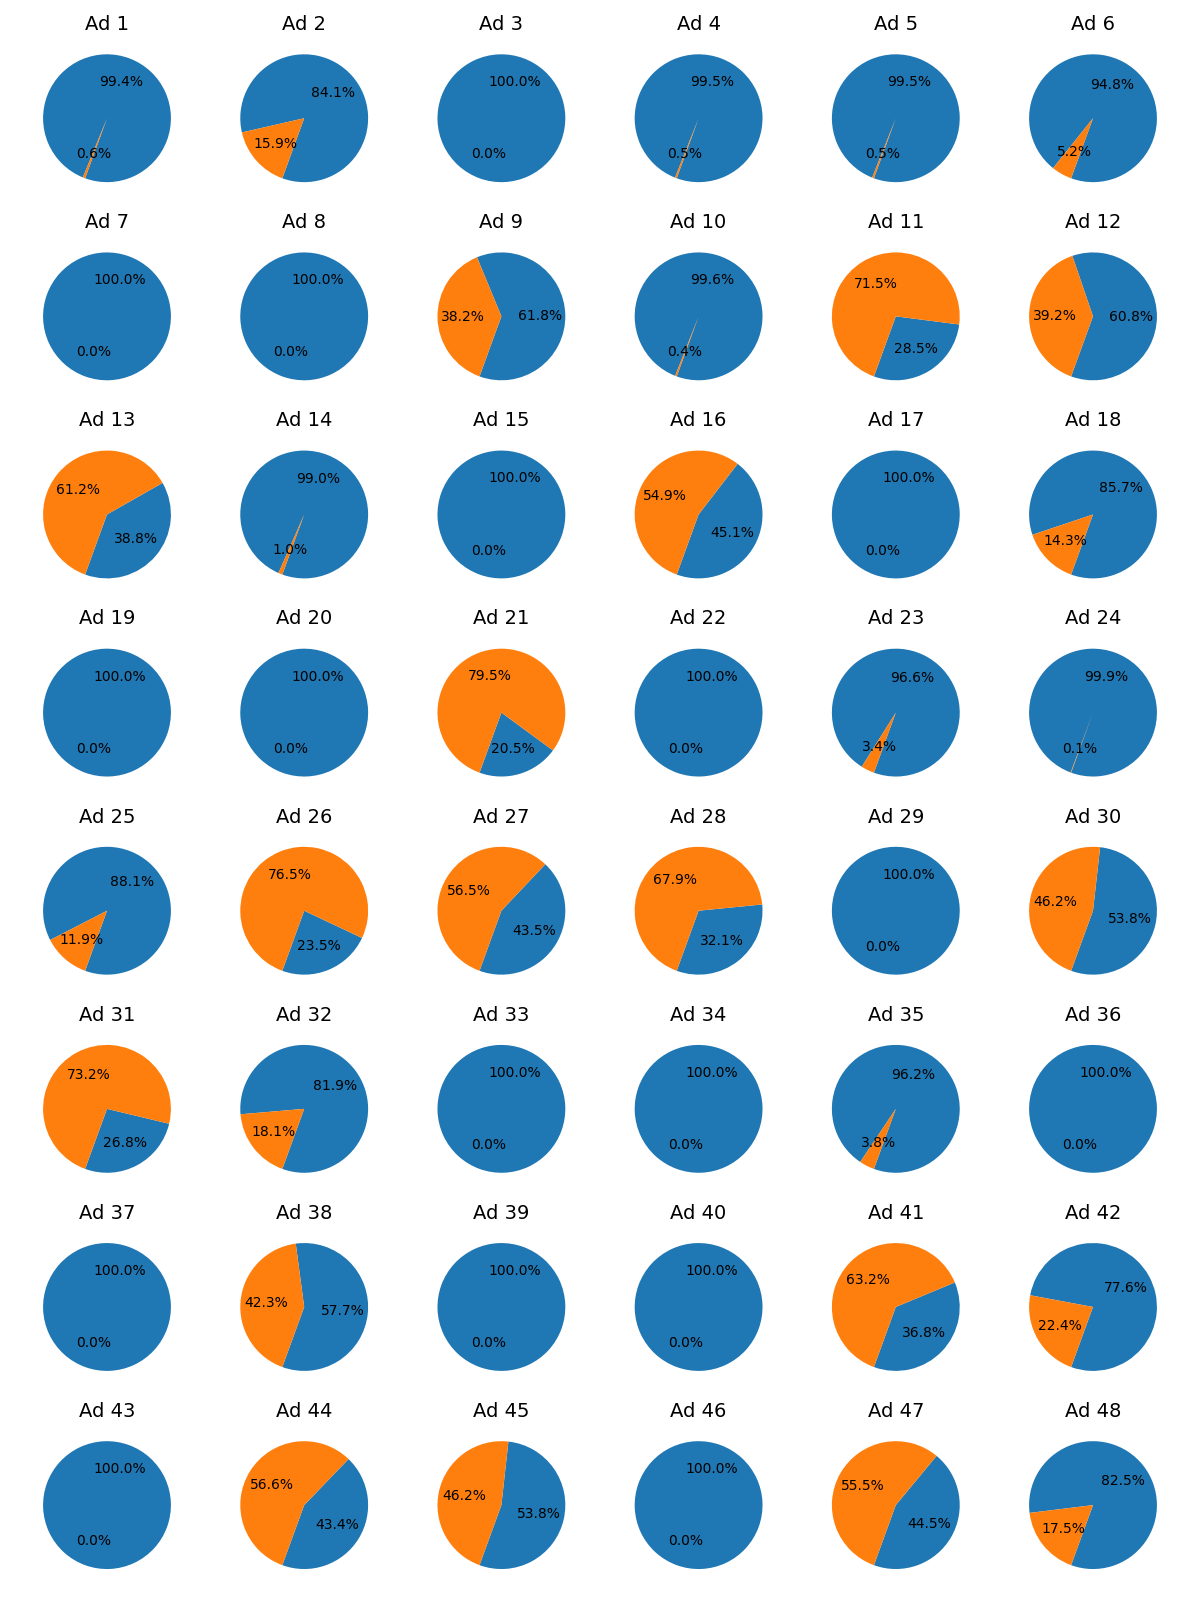 Ad 1 Ad 2 Ad 3 Ad 4 Ad 5 Ad 6
99.4% 84.1% 100.0% 99.5% 99.5% 94.8%
0.6% 15.9% 0.0% 0.5% 0.5% 5.2%
Ad 7 Ad 8 Ad 9 Ad 10 Ad 11 Ad 12
100.0% 100.0% 38.2% 61.8% 99.6% 71.5% 39.2% 60.8%
0.0% 0.0% 0.4% 28.5%
Ad 13 Ad 14 Ad 15 Ad 16 Ad 17 Ad 18
61.2% 99.0% 100.0% 54.9% 100.0% 85.7%
38.8% 1.0% 0.0% 45.1% 0.0% 14.3%
Ad 19 Ad 20 Ad 21 Ad 22 Ad 23 Ad 24
100.0% 100.0% 79.5% 100.0% 96.6% 99.9%
0.0% 0.0% 20.5% 0.0% 3.4% 0.1%
Ad 25 Ad 26 Ad 27 Ad 28 Ad 29 Ad 30
88.1% 76.5% 56.5% 67.9% 100.0% 46.2%
11.9% 23.5% 43.5% 32.1% 0.0% 53.8%
Ad 31 Ad 32 Ad 33 Ad 34 Ad 35 Ad 36
73.2% 81.9% 100.0% 100.0% 96.2% 100.0%
26.8% 18.1% 0.0% 0.0% 3.8% 0.0%
Ad 37 Ad 38 Ad 39 Ad 40 Ad 41 Ad 42
100.0% 42.3% 100.0% 100.0% 63.2% 77.6%
0.0% 57.7% 0.0% 0.0% 36.8% 22.4%
Ad 43 Ad 44 Ad 45 Ad 46 Ad 47 Ad 48
100.0% 56.6% 46.2% 100.0% 55.5% 82.5%
0.0% 43.4% 53.8% 0.0% 44.5% 17.5%